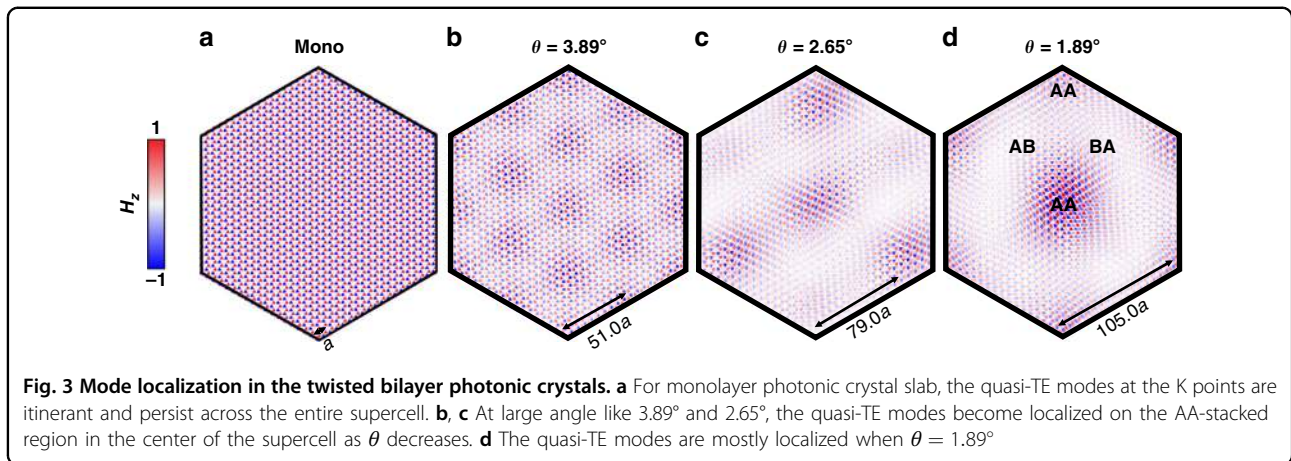 a
Mono
b
θ = 3.89°
c
θ = 2.65°
d
θ = 1.89°
1
H_z
−1
AA
AB
BA
AA
a
51.0a
79.0a
105.0a
Fig. 3 Mode localization in the twisted bilayer photonic crystals. a For monolayer photonic crystal slab, the quasi-TE modes at the K points are
itinerant and persist across the entire supercell. b, c At large angle like 3.89° and 2.65°, the quasi-TE modes become localized on the AA-stacked
region in the center of the supercell as θ decreases. d The quasi-TE modes are mostly localized when θ = 1.89°